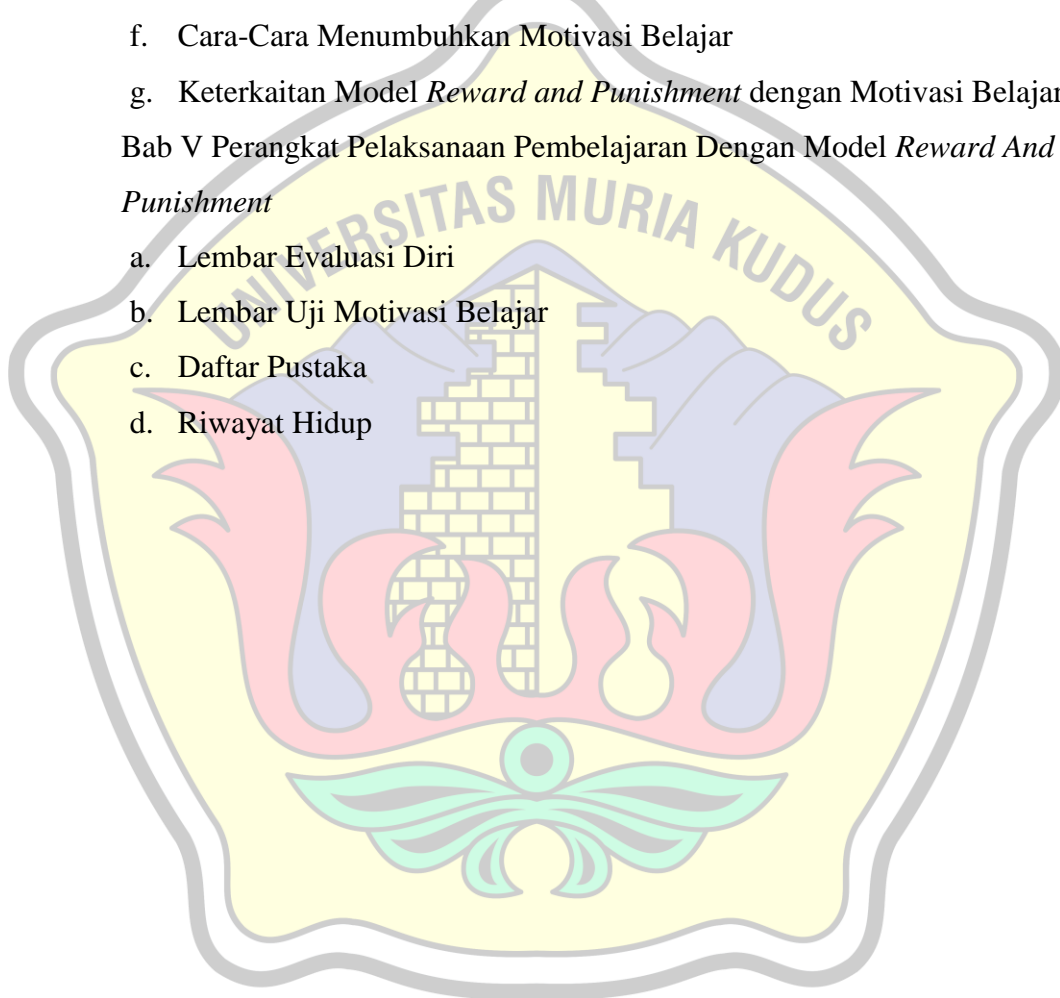 f. Cara-Cara Menumbuhkan Motivasi Belajar
g. Keterkaitan Model Reward and Punishment dengan Motivasi Belajar
Bab V Perangkat Pelaksanaan Pembelajaran Dengan Model Reward And
Punishment
UNIVERSITAS MURIA KUDUS
a. Lembar Evaluasi Diri
b. Lembar Uji Motivasi Belajar
c. Daftar Pustaka
d. Riwayat Hidup